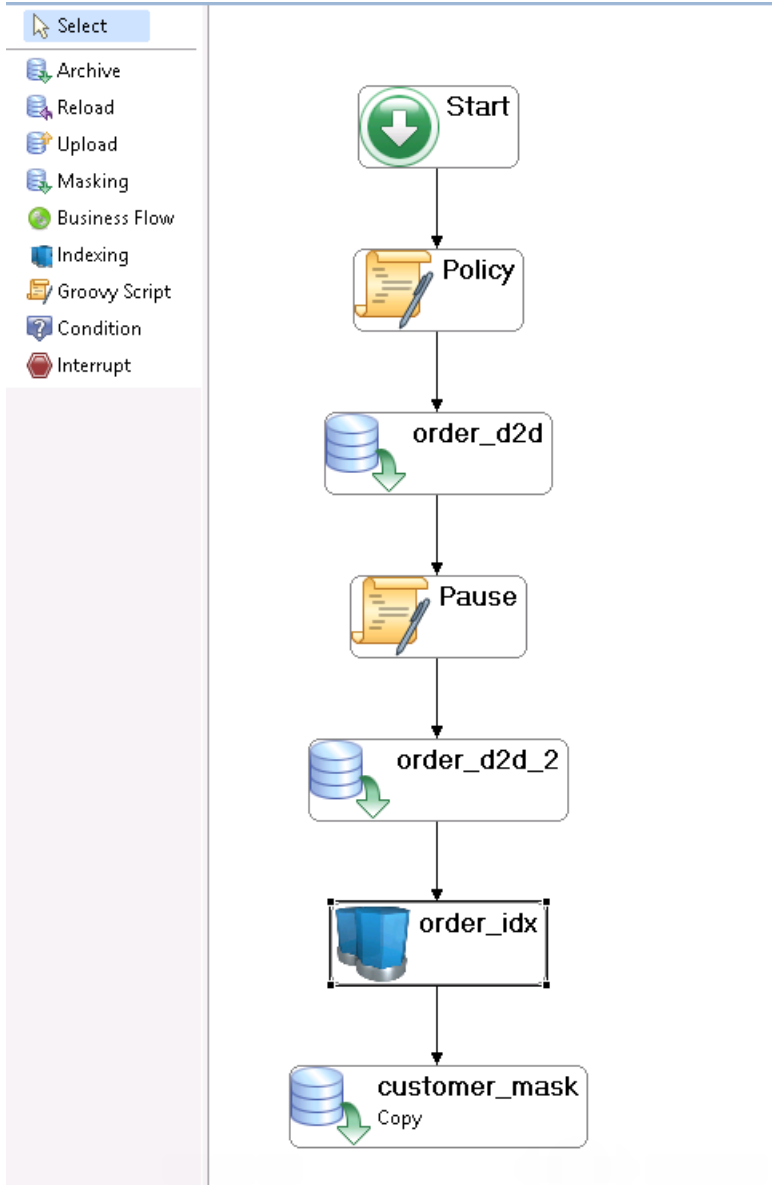 Select
Archive
Reload
Upload
Masking
Business Flow
Indexing
Groovy Script
Condition
Interrupt
Start
Policy
order_d2d
Pause
order_d2d_2
order_idx
customer_mask
Copy